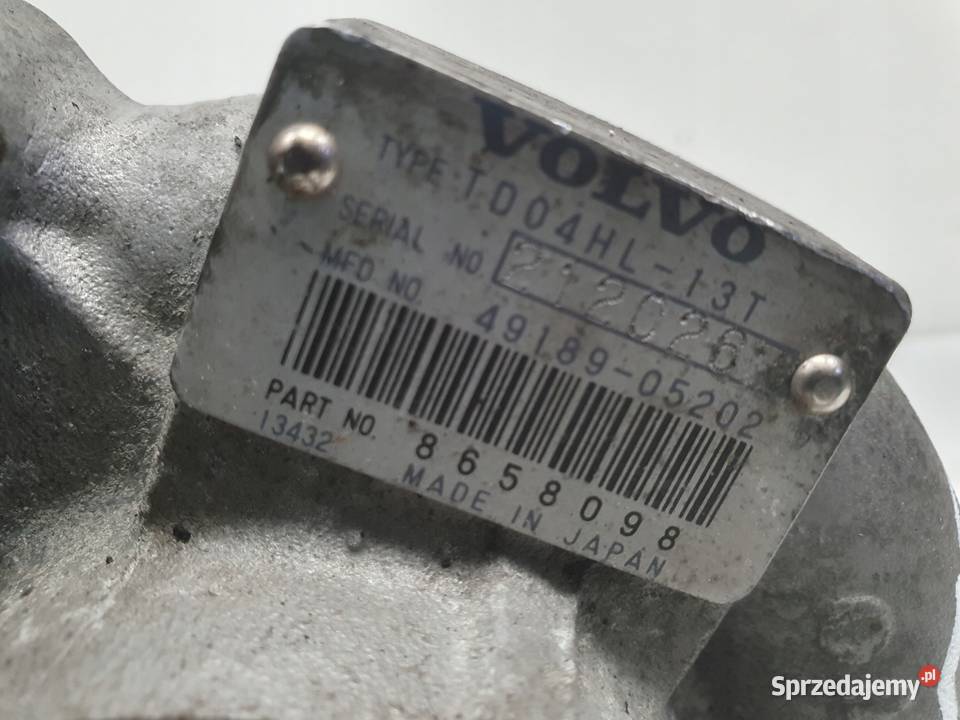 VOLVO
TYPE TD04HL-13T
SERIAL NO.
MFD NO. 49189-05202
PART NO. 8658098
13432 MADE IN JAPAN
Sprzedajemy.pl